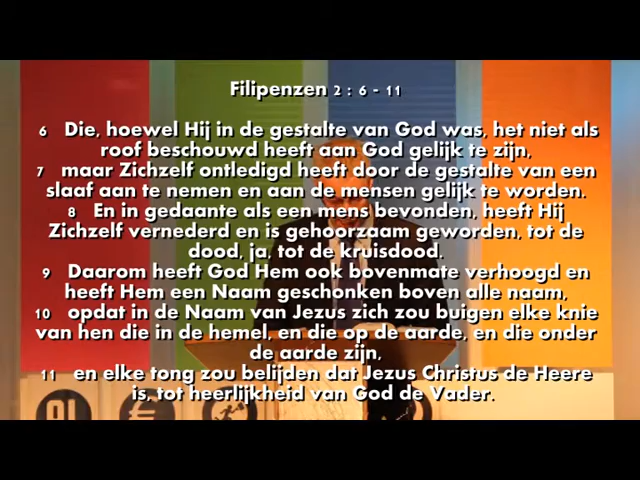 Filipenzen 2 : 6 - 11
6 Die, hoewel Hij in de gestalte van God was, het niet als
roof beschouwd heeft aan God gelijk te zijn,
7 maar Zichzelf ontledigd heeft door de gestalte van een
slaaf aan te nemen en aan de mensen gelijk te worden.
8 En in gedaante als een mens bevonden, heeft Hij
Zichzelf vernederd en is gehoorzaam geworden, tot de
dood, ja, tot de kruisdood.
9 Daarom heeft God Hem ook bovenmate verhoogd en
heeft Hem een Naam geschonken boven alle naam,
10 opdat in de Naam van Jezus zich zou buigen elke knie
van hen die in de hemel, en die op de aarde, en die onder
de aarde zijn,
11 en elke tong zou belijden dat Jezus Christus de Heere
is, tot heerlijkheid van God de Vader.